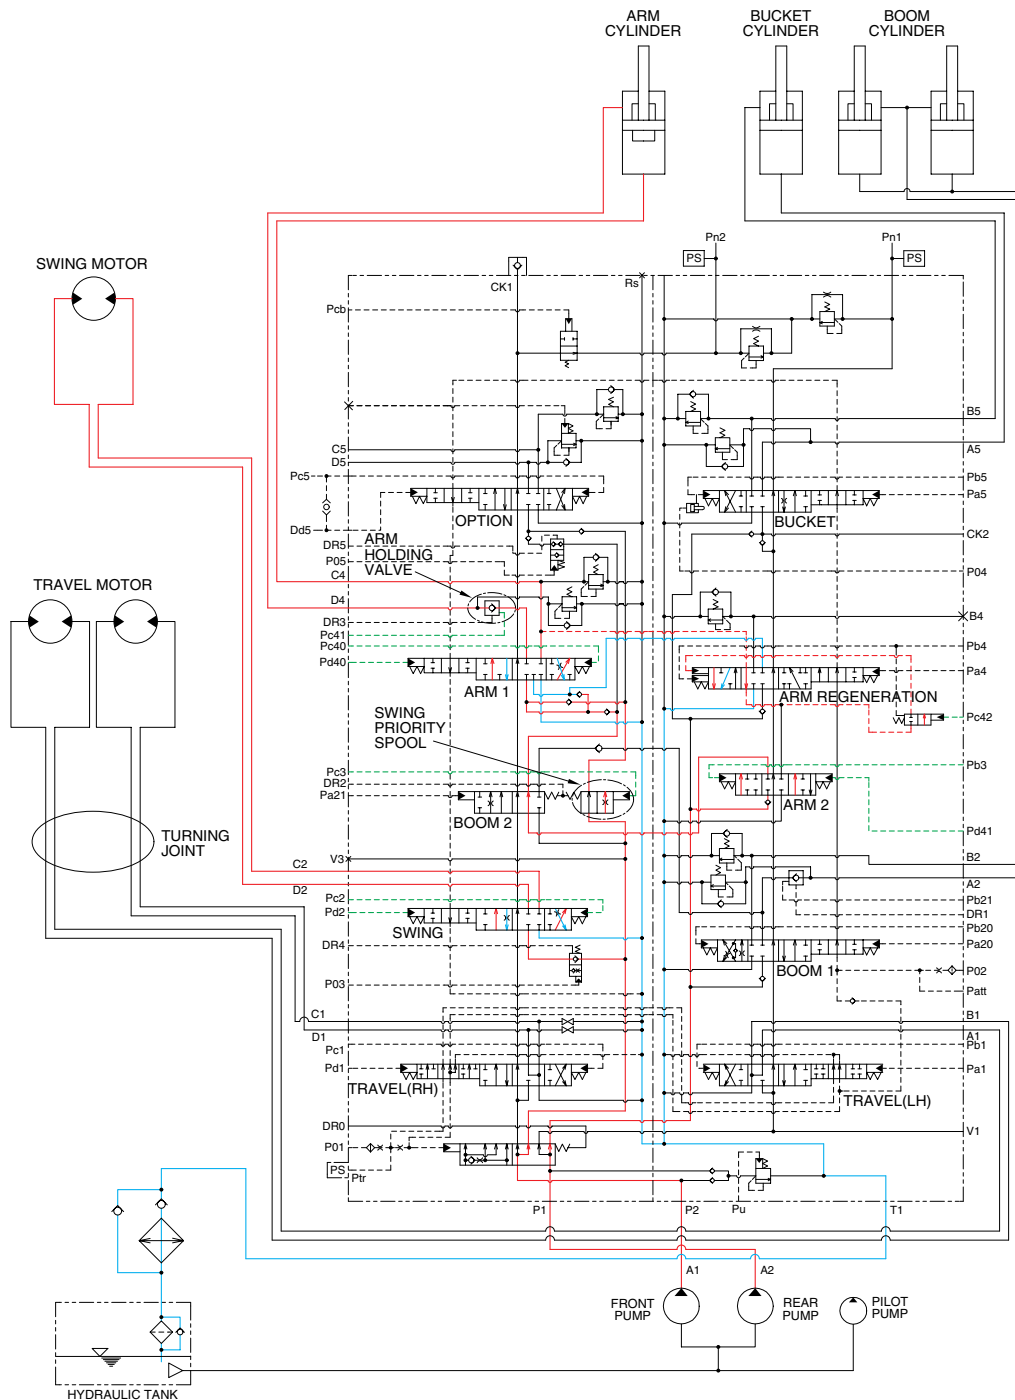 ARM
CYLINDER
BUCKET
CYLINDER
BOOM
CYLINDER
SWING MOTOR
Pn2
Pn1
PS
PS
CK1
Rs
Pcb
C5
D5
Pc5
Dd5
OPTION
ARM
HOLDING
VALVE
DR5
P05
C4
D4
DR3
Pc41
Pc40
Pd40
ARM 1
SWING
PRIORITY
SPOOL
Pc3
DR2
Pa21
BOOM 2
V3
C2
D2
Pc2
Pd2
SWING
DR4
P03
C1
D1
Pc1
Pd1
TRAVEL(RH)
DR0
P01
PS
Ptr
B5
A5
Pb5
Pa5
BUCKET
CK2
P04
B4
Pb4
Pa4
ARM REGENERATION
Pc42
Pb3
ARM 2
Pd41
B2
A2
Pb21
DR1
Pb20
Pa20
BOOM 1
P02
Patt
B1
A1
Pb1
Pa1
TRAVEL(LH)
V1
TRAVEL MOTOR
TURNING
JOINT
P1
P2
Pu
T1
A1
A2
FRONT
PUMP
REAR
PUMP
PILOT
PUMP
HYDRAULIC TANK